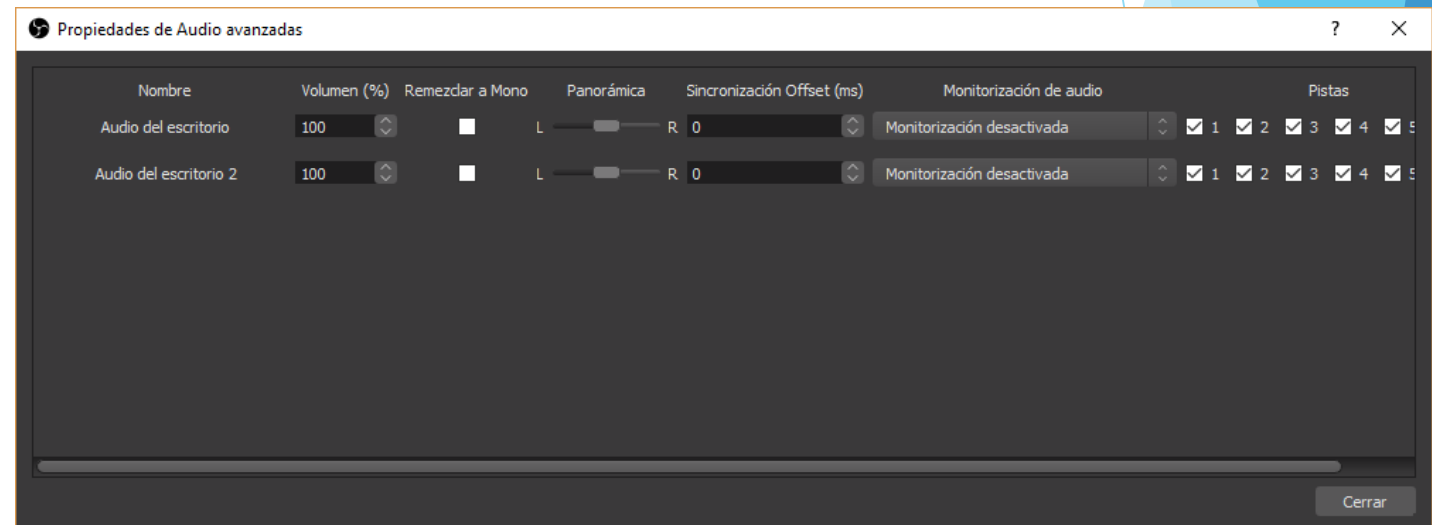 Propiedades de Audio avanzadas ?
Nombre Volumen (%) Remezclar a Mono Panorámica Sincronización Offset (ms) Monitorización de audio Pistas
Audio del escritorio 100 L R 0 Monitorización desactivada 1 2 3 4 5
Audio del escritorio 2 100 L R 0 Monitorización desactivada 1 2 3 4 5
Cerrar